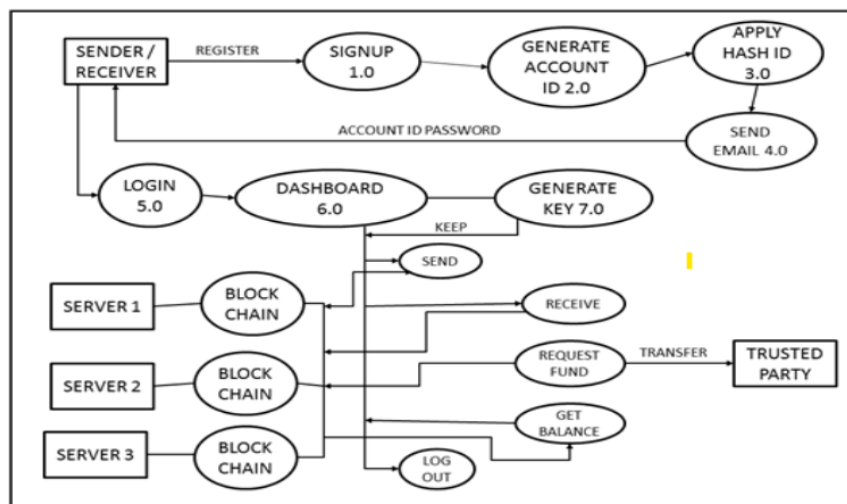 SENDER /
RECEIVER
REGISTER
SIGNUP
1.0
GENERATE
ACCOUNT
ID 2.0
APPLY
HASH ID
3.0
ACCOUNT ID PASSWORD
SEND
EMAIL 4.0
LOGIN
5.0
DASHBOARD
6.0
GENERATE
KEY 7.0
KEEP
SEND
SERVER 1
BLOCK
CHAIN
RECEIVE
SERVER 2
BLOCK
CHAIN
REQUEST
FUND
TRANSFER
TRUSTED
PARTY
GET
BALANCE
SERVER 3
BLOCK
CHAIN
LOG
OUT